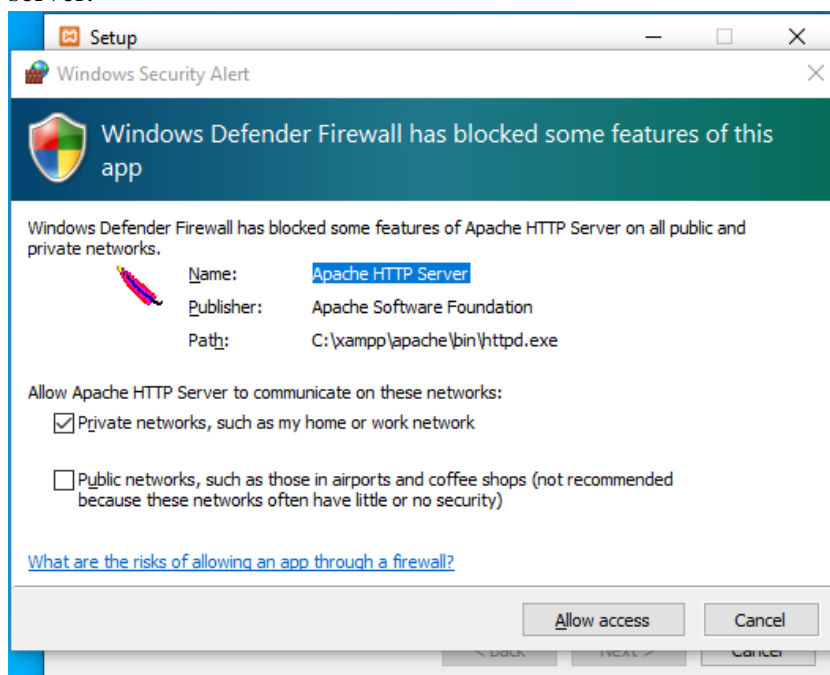 server.
Setup
Windows Security Alert
Windows Defender Firewall has blocked some features of this
app
Windows Defender Firewall has blocked some features of Apache HTTP Server on all public and
private networks.
Name: Apache HTTP Server
Publisher: Apache Software Foundation
Path: C:\xampp\apache\bin\httpd.exe
Allow Apache HTTP Server to communicate on these networks:
Private networks, such as my home or work network
Public networks, such as those in airports and coffee shops (not recommended
because these networks often have little or no security)
What are the risks of allowing an app through a firewall?
Allow access Cancel
< Back Next > Cancel